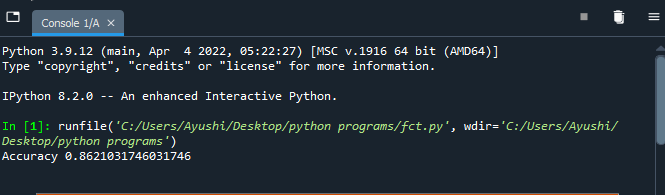 Console 1/A
Python 3.9.12 (main, Apr  4 2022, 05:22:27) [MSC v.1916 64 bit (AMD64)]
Type "copyright", "credits" or "license" for more information.
IPython 8.2.0 -- An enhanced Interactive Python.
In [1]: runfile('C:/Users/Ayushi/Desktop/python programs/fct.py', wdir='C:/Users/Ayushi/
Desktop/python programs')
Accuracy 0.8621031746031746